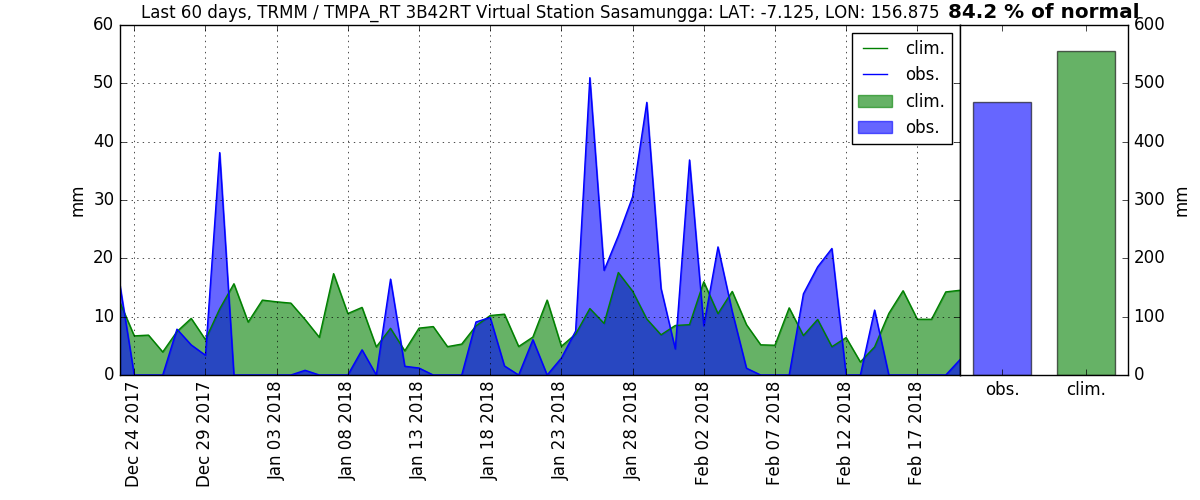 Last 60 days, TRMM / TMPA_RT 3B42RT Virtual Station Sasamungga: LAT: -7.125, LON: 156.875 84.2 % of normal
60
50
40
30
20
10
0
mm
clim.
obs.
clim.
obs.
Dec 24 2017
Dec 29 2017
Jan 03 2018
Jan 08 2018
Jan 13 2018
Jan 18 2018
Jan 23 2018
Jan 28 2018
Feb 02 2018
Feb 07 2018
Feb 12 2018
Feb 17 2018
600
500
400
300
200
100
0
mm
obs. clim.